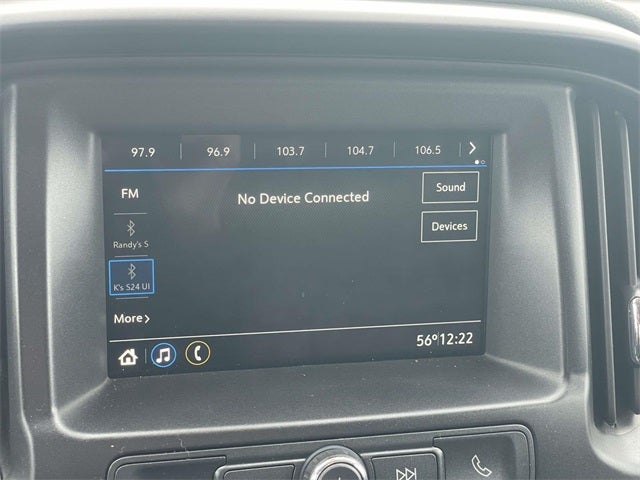 97.9 96.9 103.7 104.7 106.5
FM
No Device Connected
Sound
Randy's S
Devices
K's S24 Ul
More
56° 12:22